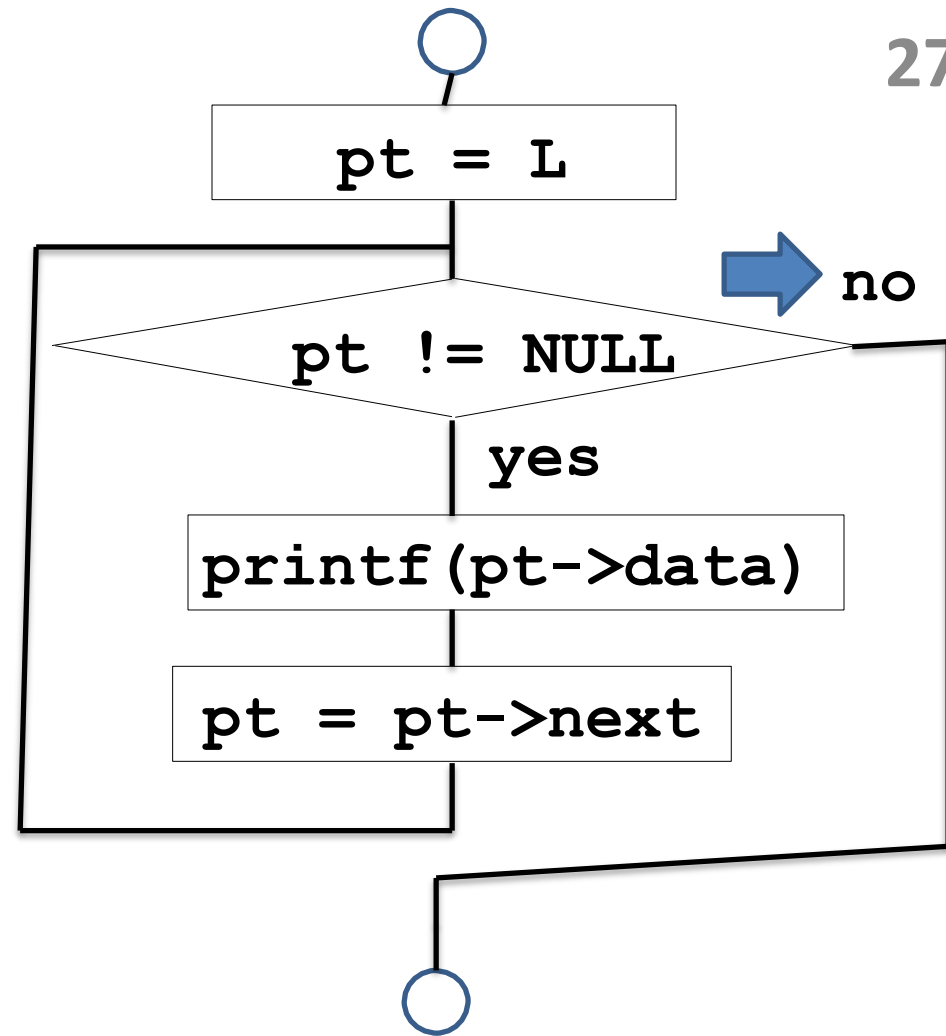 27
pt = L
no
pt != NULL
yes
printf(pt->data)
pt = pt->next